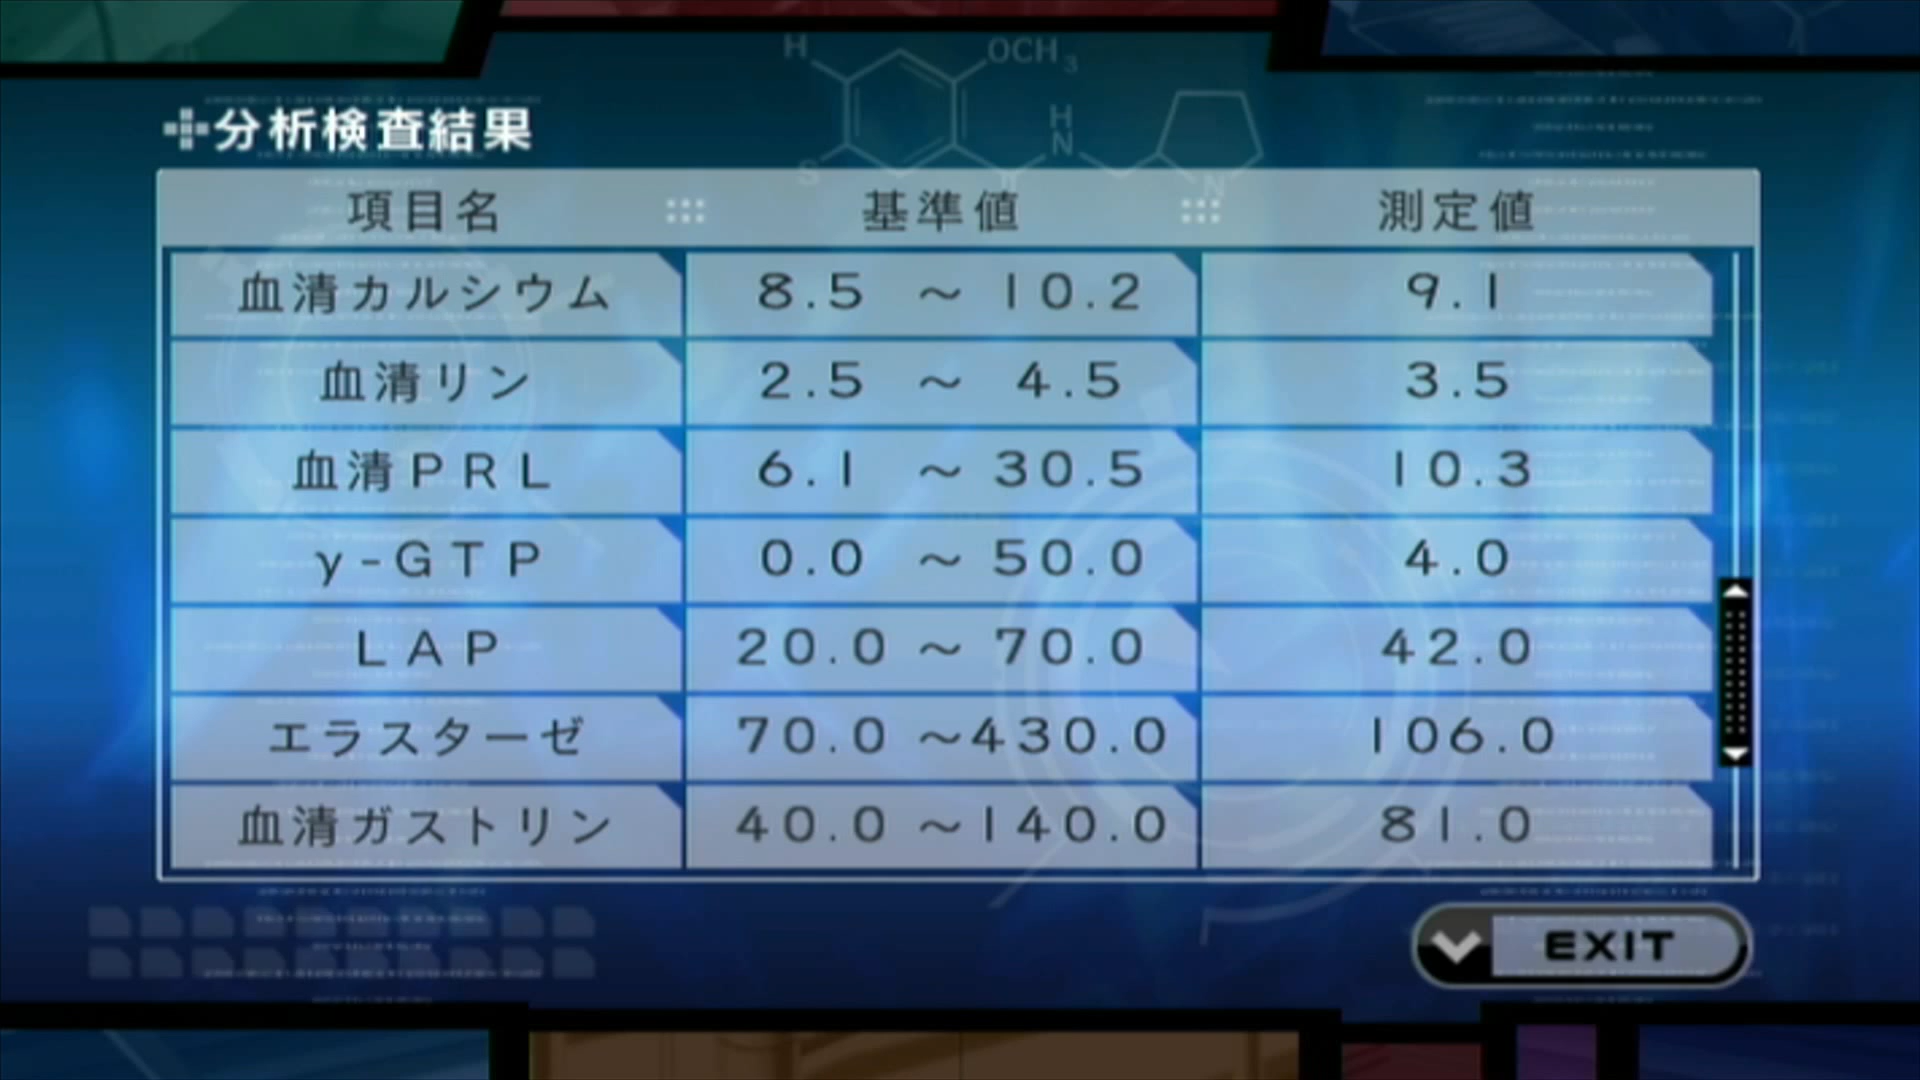 H OCH3
H
N
S N
分析検査結果
項目名 基準値 測定値
血清カルシウム 8.5 ～ 10.2 9.1
血清リン 2.5 ～ 4.5 3.5
血清PRL 6.1 ～ 30.5 10.3
γ-GTP 0.0 ～ 50.0 4.0
LAP 20.0 ～ 70.0 42.0
エラスターゼ 70.0 ～430.0 106.0
血清ガストリン 40.0 ～140.0 81.0
EXIT